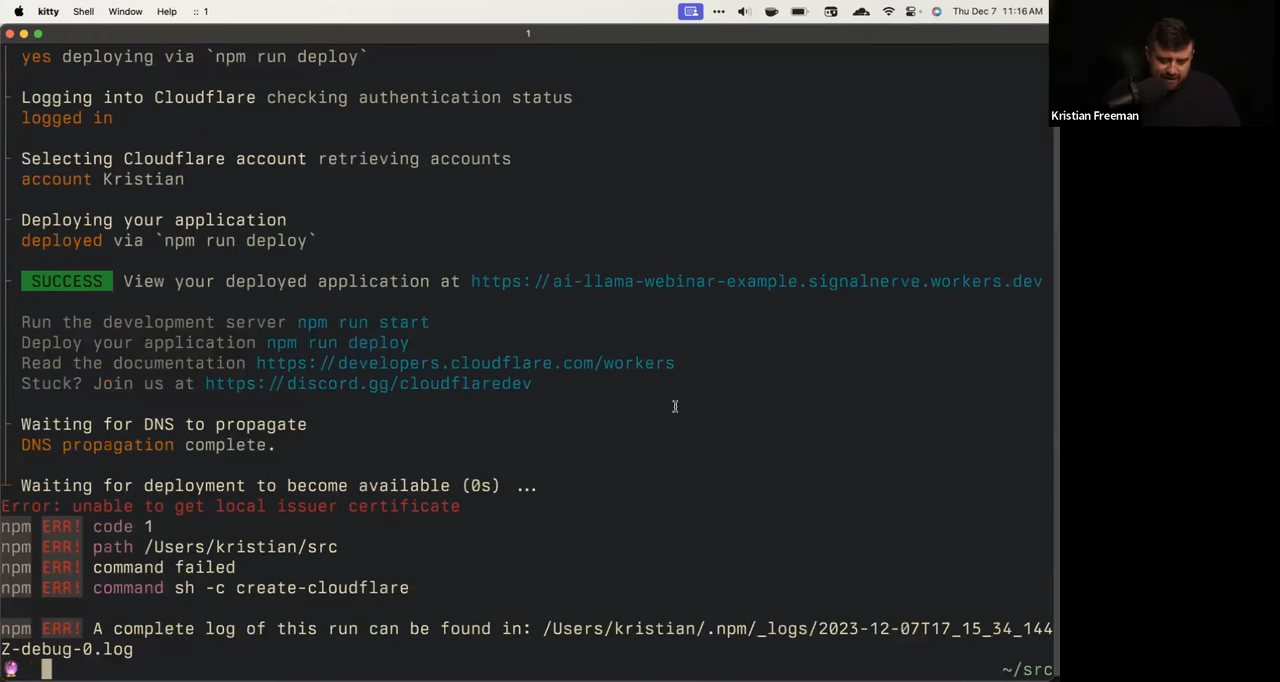 kitty Shell Window Help :: 1 Thu Dec 7 11:16 AM
1
yes deploying via `npm run deploy`
Logging into Cloudflare checking authentication status
logged in
Kristian Freeman
Selecting Cloudflare account retrieving accounts
account Kristian
Deploying your application
deployed via `npm run deploy`
SUCCESS View your deployed application at https://ai-llama-webinar-example.signalnerve.workers.dev
Run the development server npm run start
Deploy your application npm run deploy
Read the documentation https://developers.cloudflare.com/workers
Stuck? Join us at https://discord.gg/cloudflaredev
Waiting for DNS to propagate
DNS propagation complete.
Waiting for deployment to become available (0s) ...
Error: unable to get local issuer certificate
npm ERR! code 1
npm ERR! path /Users/kristian/src
npm ERR! command failed
npm ERR! command sh -c create-cloudflare
npm ERR! A complete log of this run can be found in: /Users/kristian/.npm/_logs/2023-12-07T17_15_34_144
Z-debug-0.log
~/src